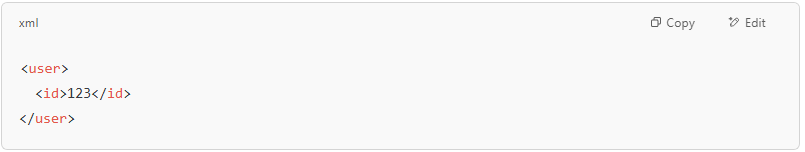 xml Copy Edit
<user>
  <id>123</id>
</user>